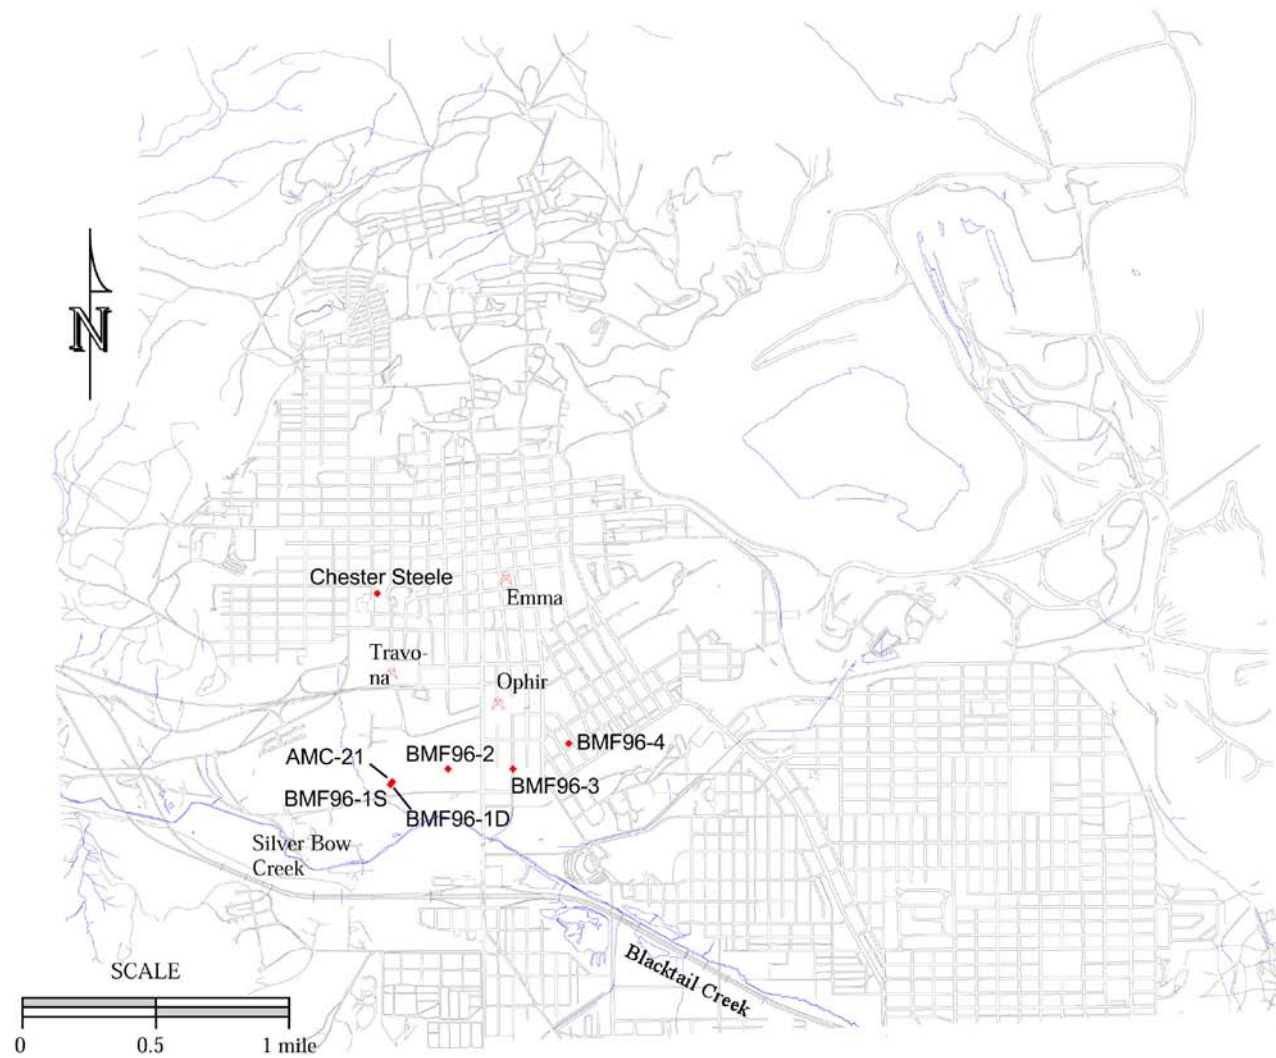 N
Chester Steele
Emma
Travo-
na
Ophir
BMF96-4
AMC-21
BMF96-2
BMF96-3
BMF96-1S
BMF96-1D
Silver Bow
Creek
Blacktail Creek
SCALE
0 0.5 1 mile